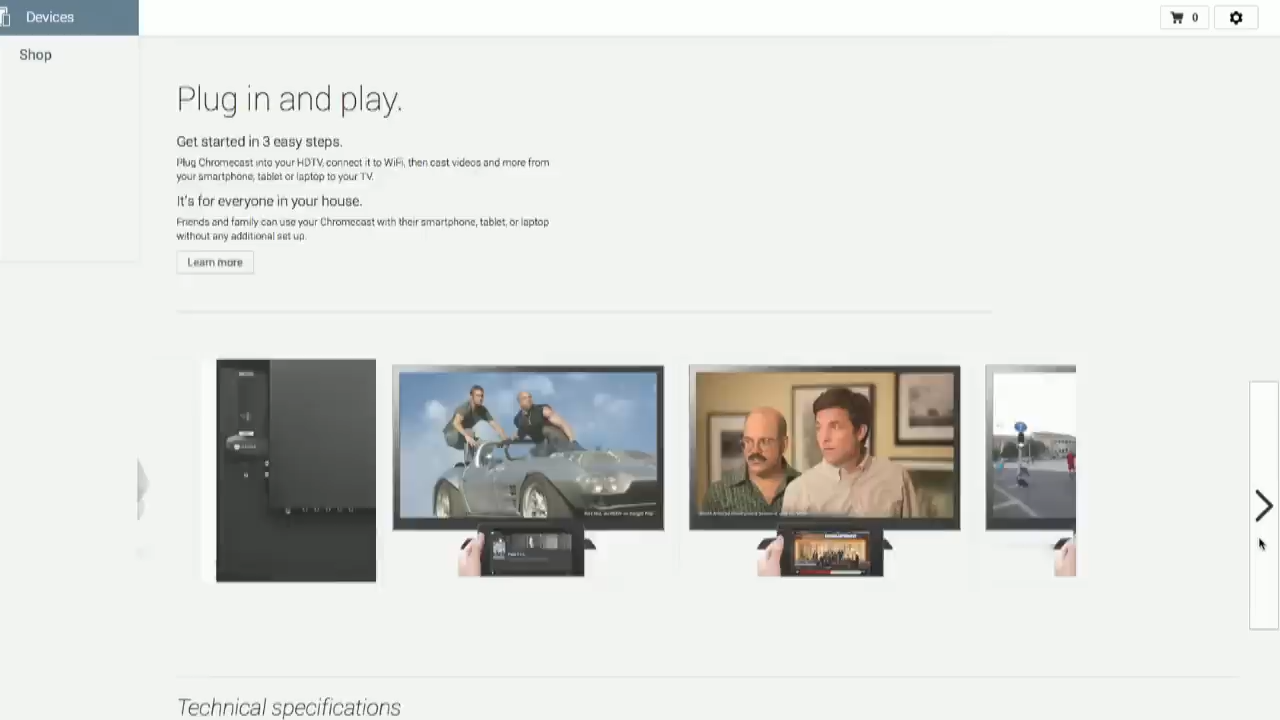 Devices
0
Shop
Plug in and play.
Get started in 3 easy steps.
Plug Chromecast into your HDTV, connect it to WiFi, then cast videos and more from
your smartphone, tablet or laptop to your TV.
It's for everyone in your house.
Friends and family can use your Chromecast with their smartphone, tablet, or laptop
without any additional set up.
Learn more
Technical specifications